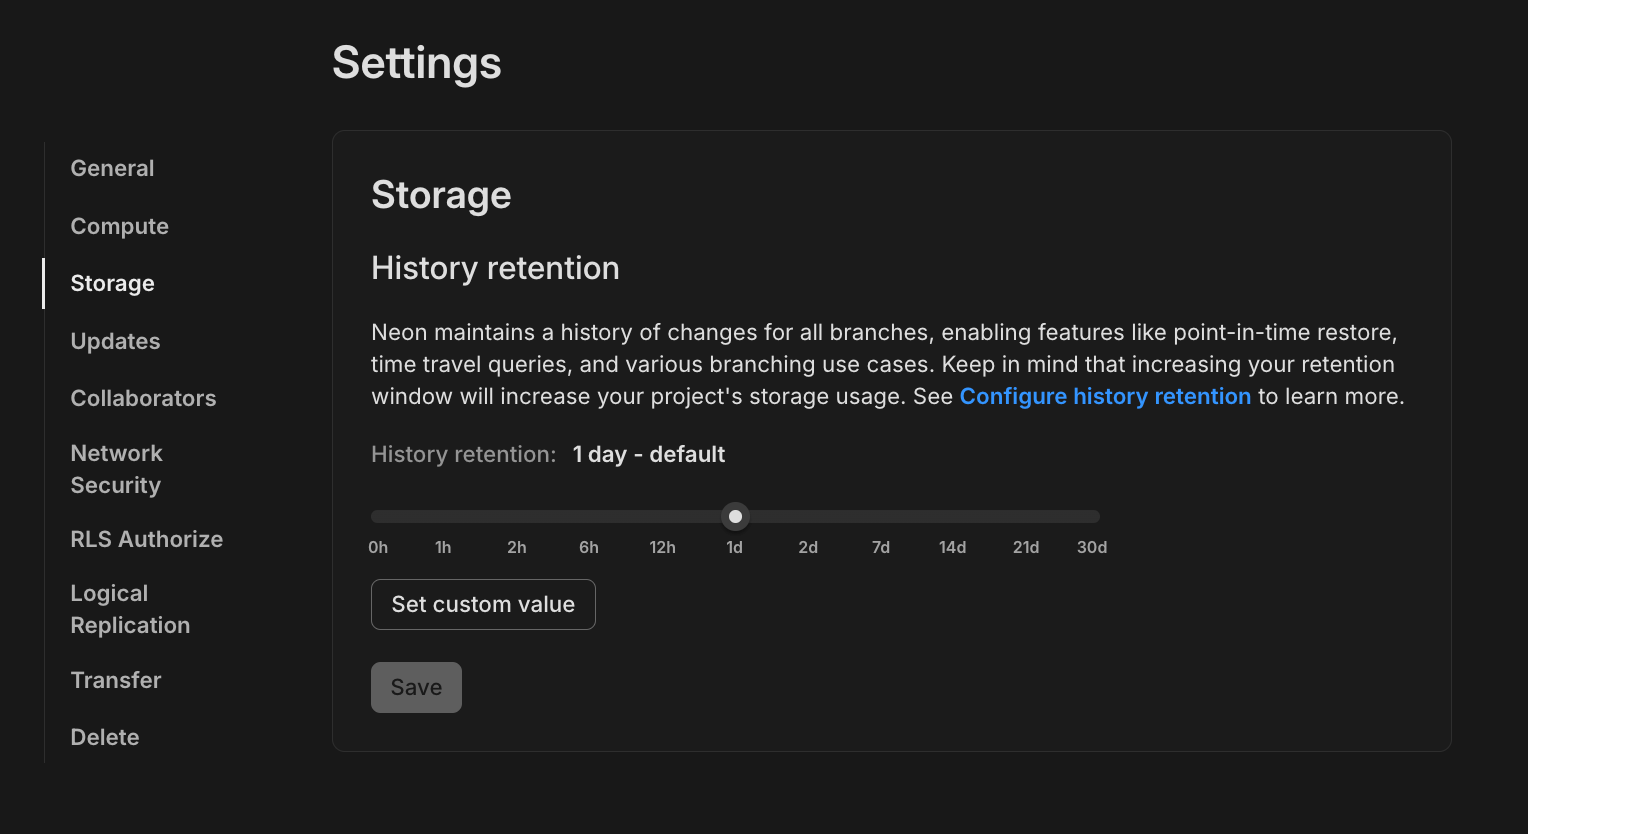 Settings
General
Compute
Storage
Updates
Collaborators
Network
Security
RLS Authorize
Logical
Replication
Transfer
Delete
Storage
History retention
Neon maintains a history of changes for all branches, enabling features like point-in-time restore,
time travel queries, and various branching use cases. Keep in mind that increasing your retention
window will increase your project's storage usage. See Configure history retention to learn more.
History retention: 1 day - default
0h 1h 2h 6h 12h 1d 2d 7d 14d 21d 30d
Set custom value
Save